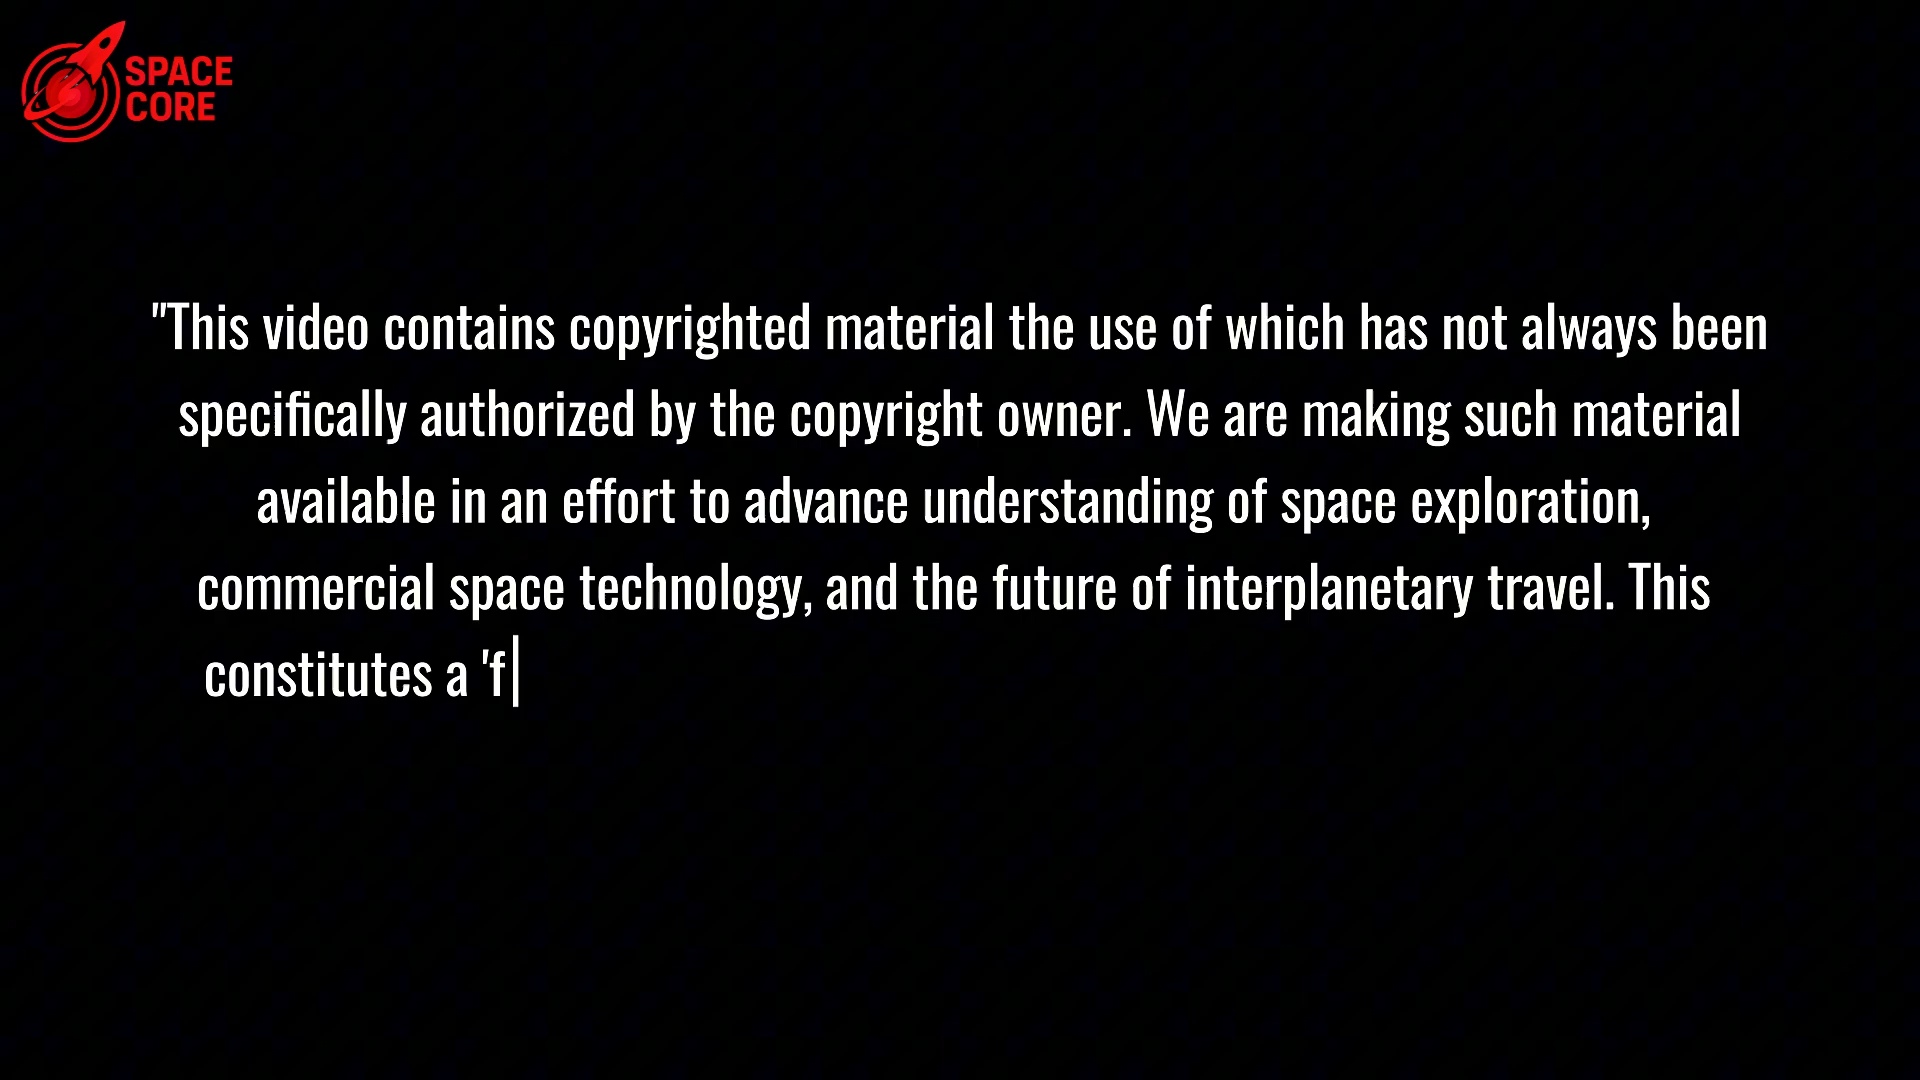 SPACE
CORE
"This video contains copyrighted material the use of which has not always been
specifically authorized by the copyright owner. We are making such material
available in an effort to advance understanding of space exploration,
commercial space technology, and the future of interplanetary travel. This
constitutes a 'f